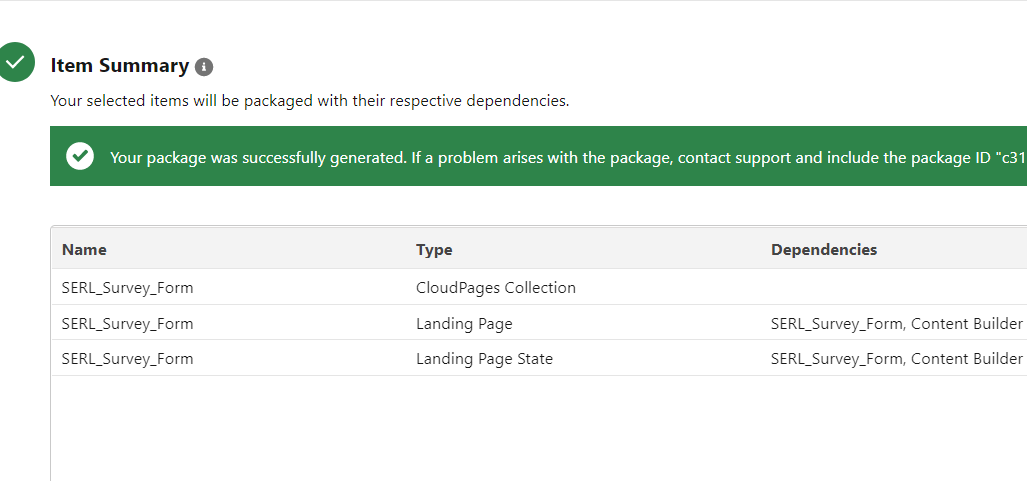 Item Summary
Your selected items will be packaged with their respective dependencies.
Your package was successfully generated. If a problem arises with the package, contact support and include the package ID "c31
Name Type Dependencies
SERL_Survey_Form CloudPages Collection
SERL_Survey_Form Landing Page SERL_Survey_Form, Content Builder
SERL_Survey_Form Landing Page State SERL_Survey_Form, Content Builder